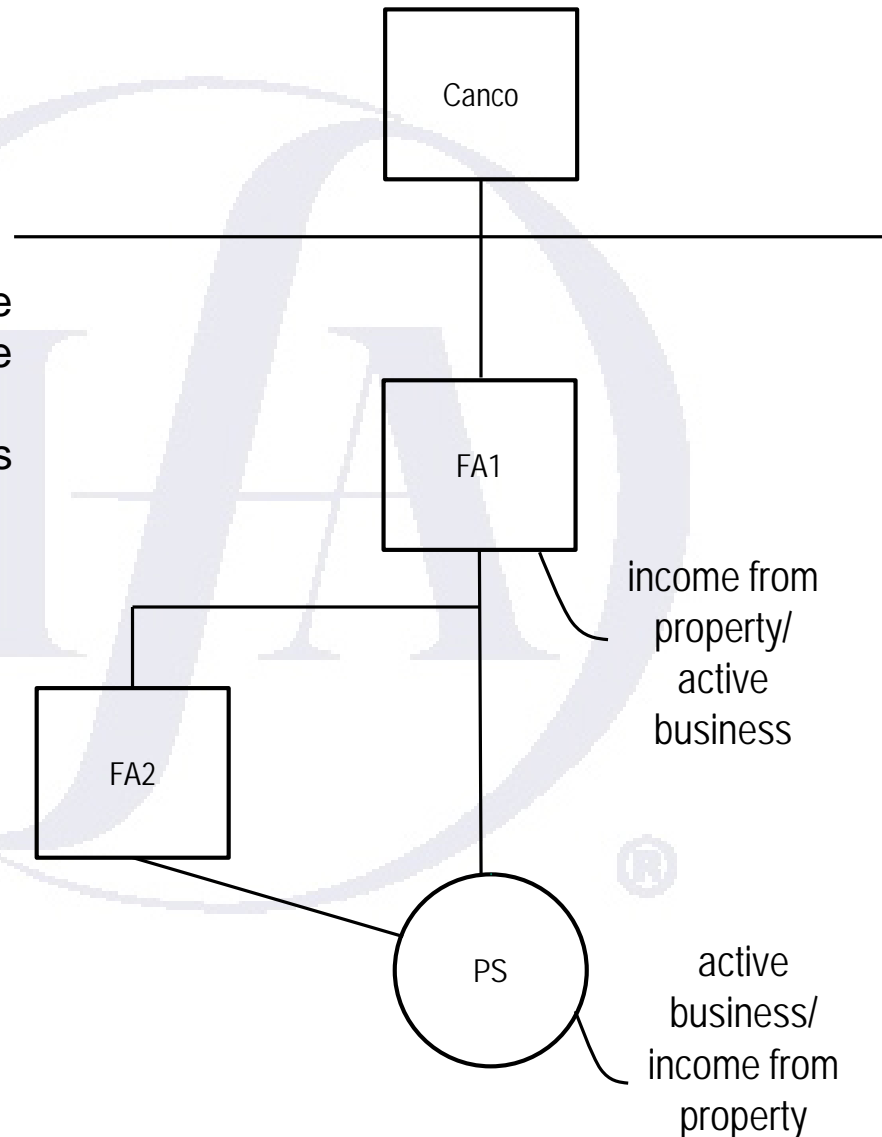 Canco
e
e
s
FA1
income from
property/
active
business
FA2
®
PS
active
business/
income from
property